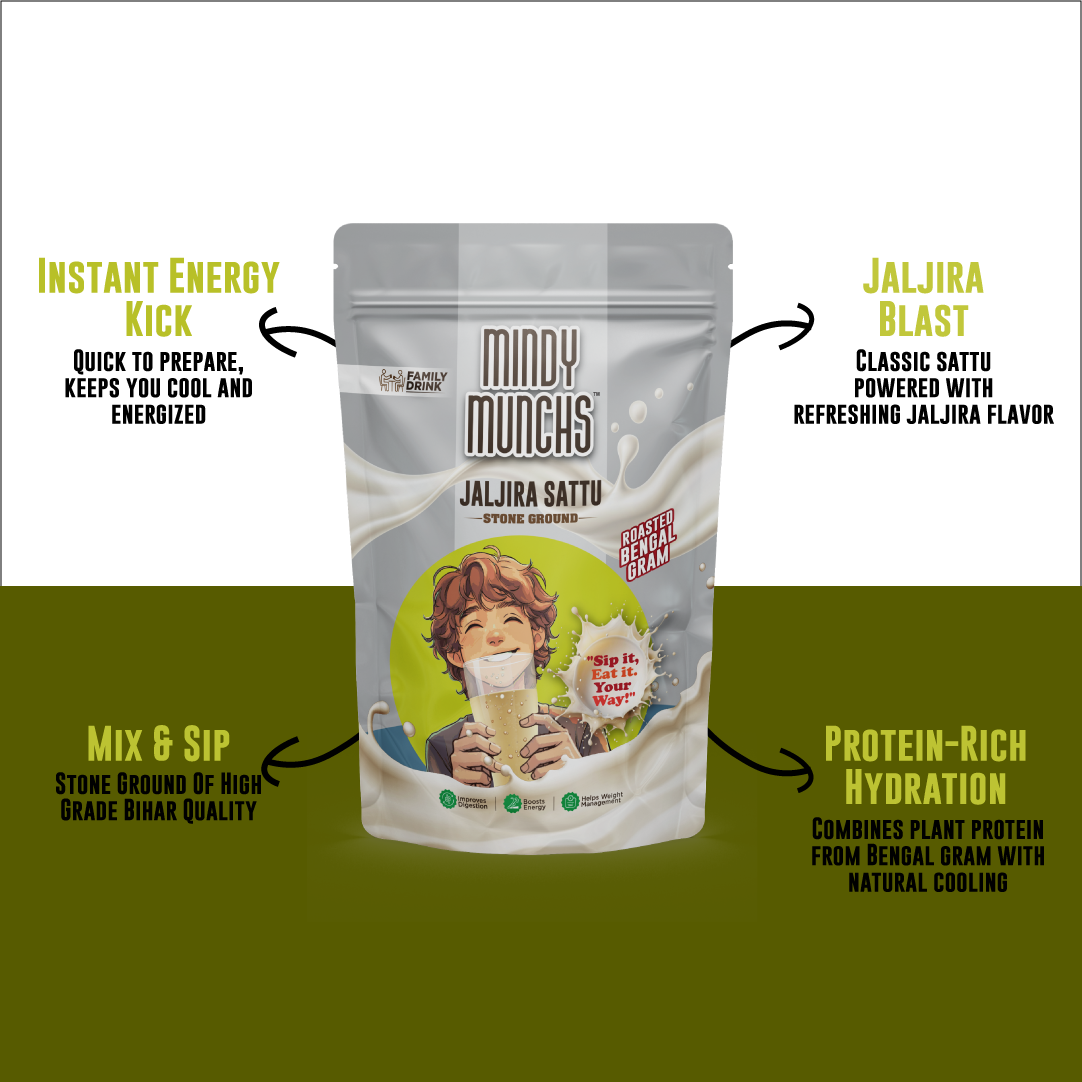 Instant Energy
Kick
Quick to prepare,
keeps you cool and
energized
Jaljira
Blast
Classic sattu
powered with
refreshing jaljira flavor
FAMILY
DRINK
MINDY
MUNCHS™
JALJIRA SATTU
STONE GROUND
ROASTED
BENGAL
GRAM
"Sip it,
Eat it.
Your
Way!"
Improves
Digestion
Boosts
Energy
Helps Weight
Management
Mix & Sip
Stone Ground Of High
Grade Bihar Quality
Protein-Rich
Hydration
Combines plant protein
from Bengal gram with
natural cooling